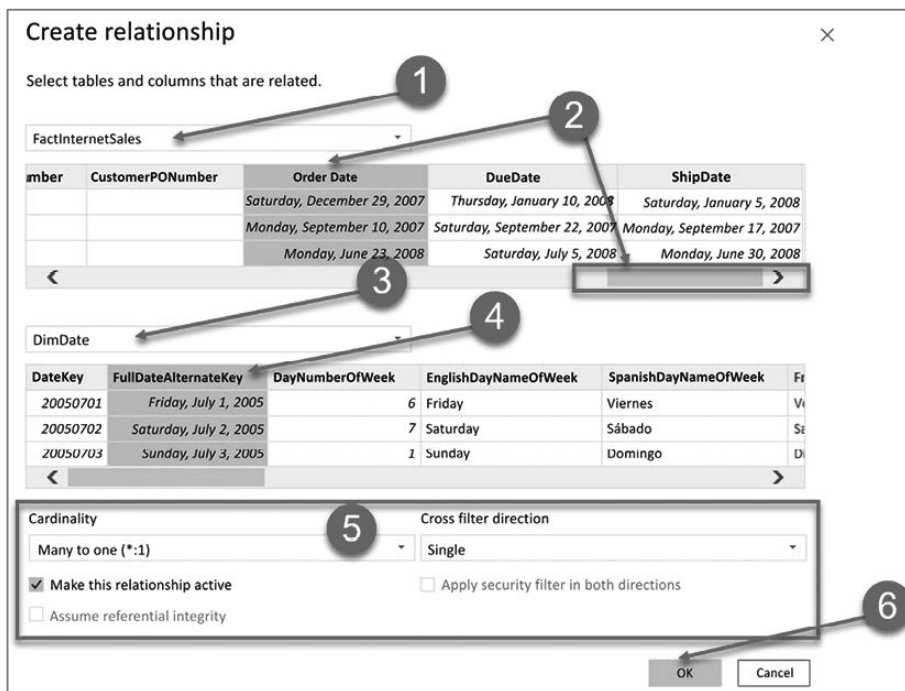 Create relationship
Select tables and columns that are related.
1
FactInternetSales
2
mber CustomerPONumber Order Date DueDate ShipDate
Saturday, December 29, 2007 Thursday, January 10, 2008 Saturday, January 5, 2008
Monday, September 10, 2007 Saturday, September 22, 2007 Monday, September 17, 2007
Monday, June 23, 2008 Saturday, July 5, 2008 Monday, June 30, 2008
3
DimDate
4
DateKey FullDateAlternateKey DayNumberOfWeek EnglishDayNameOfWeek SpanishDayNameOfWeek Fr
20050701 Friday, July 1, 2005 6 Friday Viernes
20050702 Saturday, July 2, 2005 7 Saturday Sábado
20050703 Sunday, July 3, 2005 1 Sunday Domingo
Cardinality 5 Cross filter direction
Many to one (*:1) Single
Make this relationship active Apply security filter in both directions
Assume referential integrity
6
OK Cancel